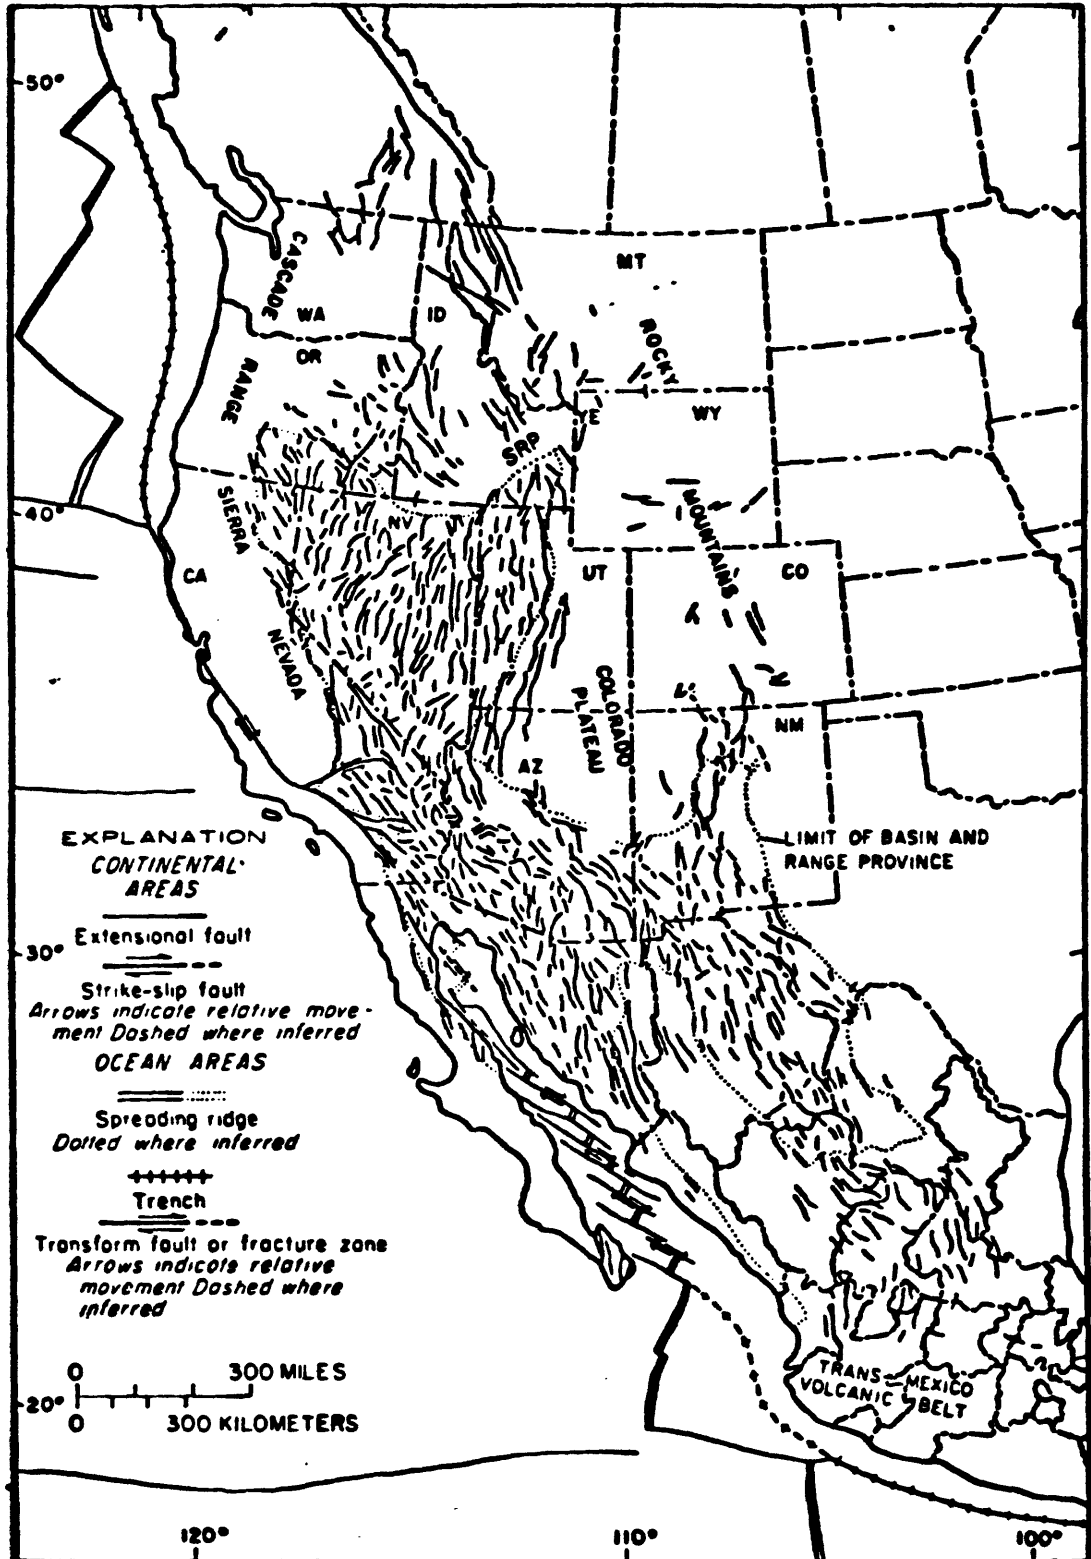 50°
CASCADE
RANGE
WA
OR
ID
MT
ROCKY
MOUNTAINS
WY
E
SRP
40°
SIERRA
NEVADA
NV
CA
UT
CO
COLORADO
PLATEAU
AZ
NM
LIMIT OF BASIN AND
RANGE PROVINCE
EXPLANATION
CONTINENTAL
AREAS
Extensional fault
30°
Strike-slip fault
Arrows indicate relative move-
ment Dashed where inferred
OCEAN AREAS
Spreading ridge
Dotted where inferred
Trench
Transform fault or fracture zone
Arrows indicate relative
movement Dashed where
inferred
0 300 MILES
0 300 KILOMETERS
20°
TRANS-MEXICO
VOLCANIC BELT
120°
110°
100°